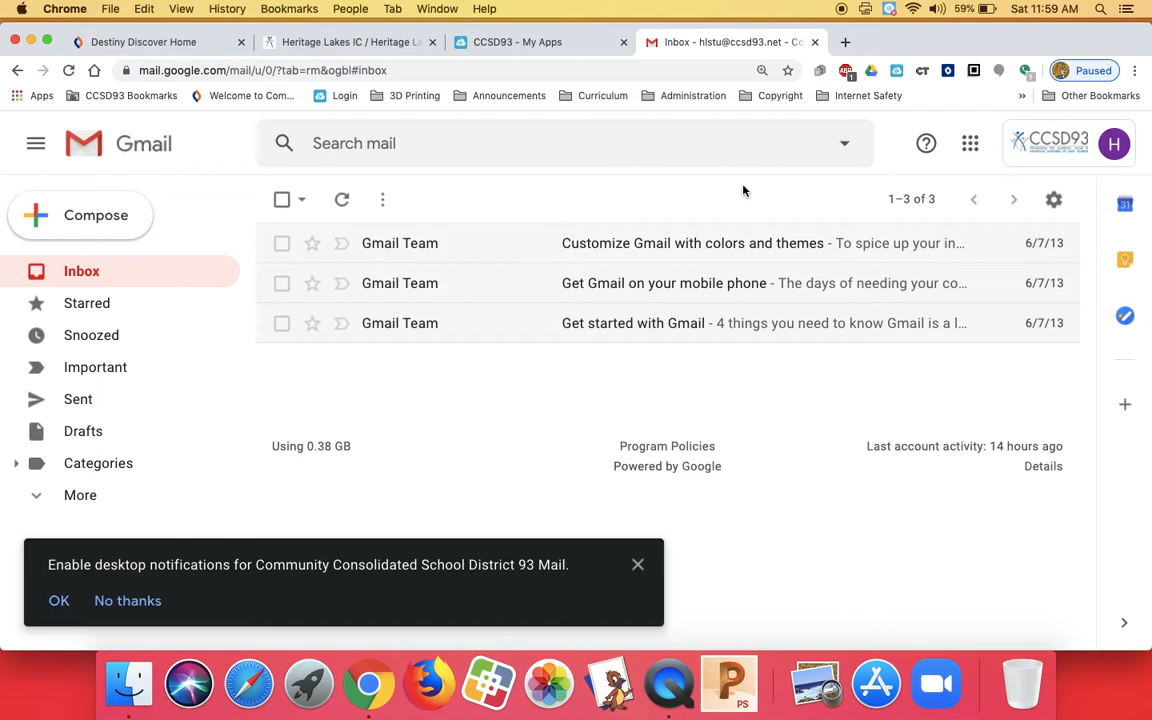 Chrome File Edit View History Bookmarks People Tab Window Help 59% Sat 11:59 AM
Destiny Discover Home Heritage Lakes IC / Heritage La CCSD93 - My Apps Inbox - hlstu@ccsd93.net - Co
mail.google.com/mail/u/0/?tab=rm&ogbl#inbox Paused
Apps CCSD93 Bookmarks Welcome to Com... Login 3D Printing Announcements Curriculum Administration Copyright Internet Safety » Other Bookmarks
Gmail Search mail CCSD93 H
Compose 1–3 of 3 31
Gmail Team Customize Gmail with colors and themes - To spice up your in... 6/7/13
Inbox
Gmail Team Get Gmail on your mobile phone - The days of needing your co... 6/7/13
Starred
Gmail Team Get started with Gmail - 4 things you need to know Gmail is a l... 6/7/13
Snoozed
Important
Sent
Drafts
Using 0.38 GB Program Policies Last account activity: 14 hours ago
Categories
Powered by Google Details
More
Enable desktop notifications for Community Consolidated School District 93 Mail.
OK No thanks
P
PS